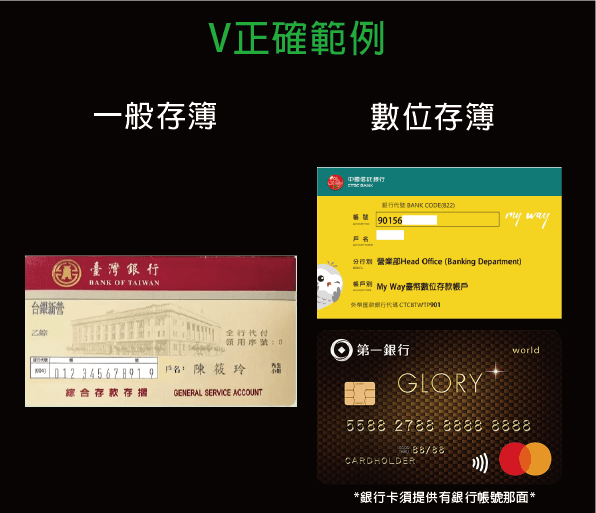 V正確範例
一般存簿
數位存簿
中國信託銀行
CTBC BANK
銀行代號 BANK CODE(822)
帳 號
90156
my way
戶 名
分行別 營業部Head Office (Banking Department)
帳戶別 My Way臺幣數位存款帳戶
外幣匯款銀行代碼 CTCBTWTP901
臺灣銀行
BANK OF TAIWAN
台銀新營
乙綜
全行代付
領用序號:0
(004) 012345678919
戶名: 陳筱玲 先生
小姐
綜合存款存摺 GENERAL SERVICE ACCOUNT
第一銀行
world
GLORY
5588 2788 8888 8888
88/88
CARDHOLDER
*銀行卡須提供有銀行帳號那面*